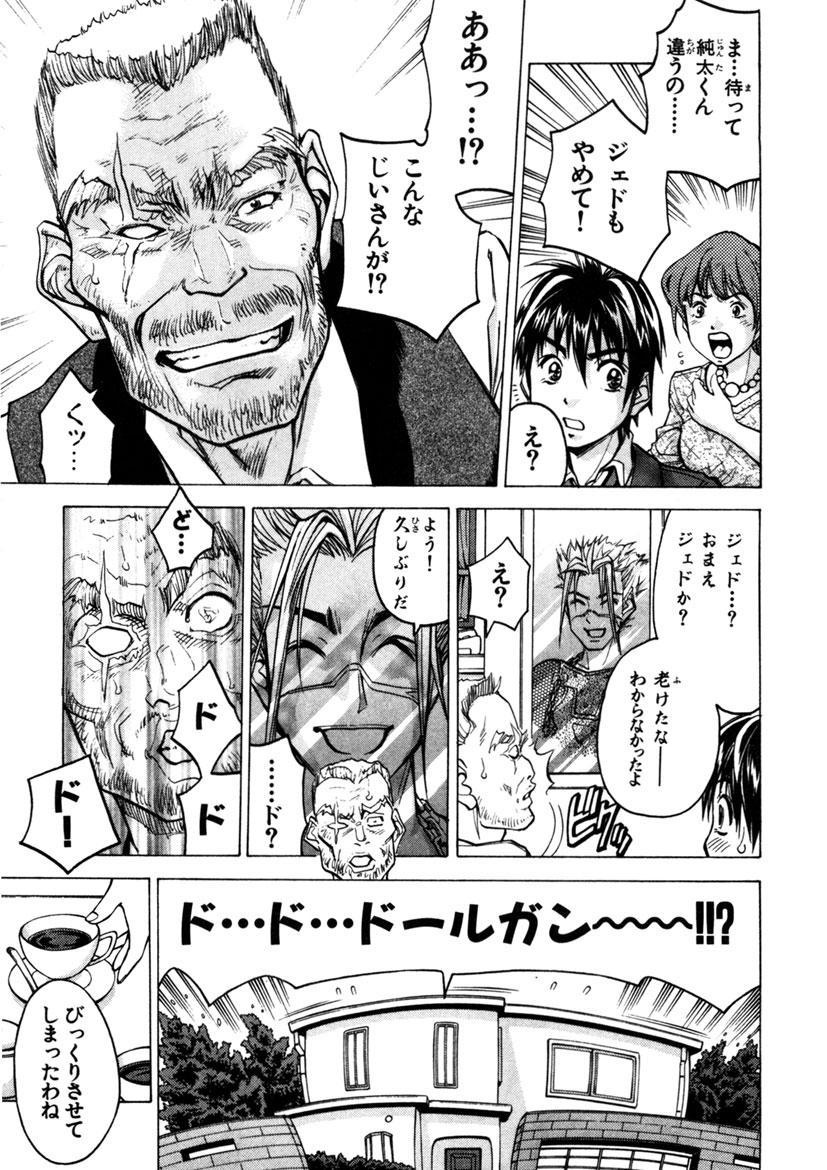 ま…待って
純太くん
違うの……
ジェドも
やめて！
え？
ああっ…！？
こんな
じいさんが！？
くッ…
ジェド…？
おまえ
ジェドか？
老けたな――
わからなかったよ
え？
ビクッ
よう！
久しぶりだ
……ド？
ど…
ド
ド
ド！
ド…ド…ドールガン～～～～!!?
びっくりさせて
しまったわね